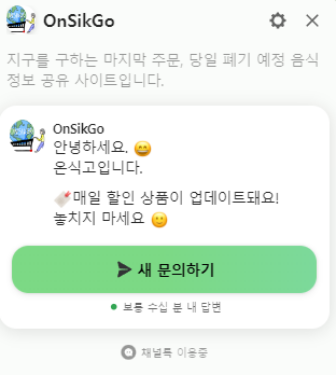 OnSikGo
지구를 구하는 마지막 주문, 당일 폐기 예정 음식
정보 공유 사이트입니다.
OnSikGo
안녕하세요. 😄
온식고입니다.
🏷️매일 할인 상품이 업데이트돼요!
놓치지 마세요 🙂
새 문의하기
보통 수십 분 내 답변
채널톡 이용중